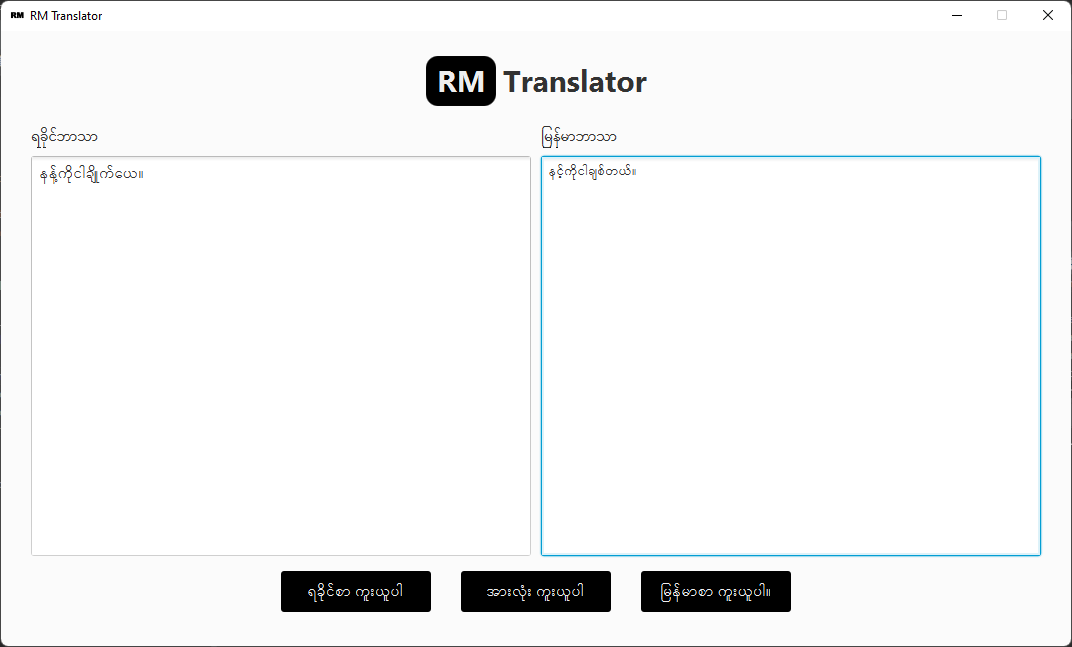 RM RM Translator
RM Translator
ရခိုင်ဘာသာ
မြန်မာဘာသာ
နန့်ကိုငါချိုက်ယေ။
နင့်ကိုငါချစ်တယ်။
ရခိုင်စာ ကူးယူပါ
အားလုံး ကူးယူပါ
မြန်မာစာ ကူးယူပါ။